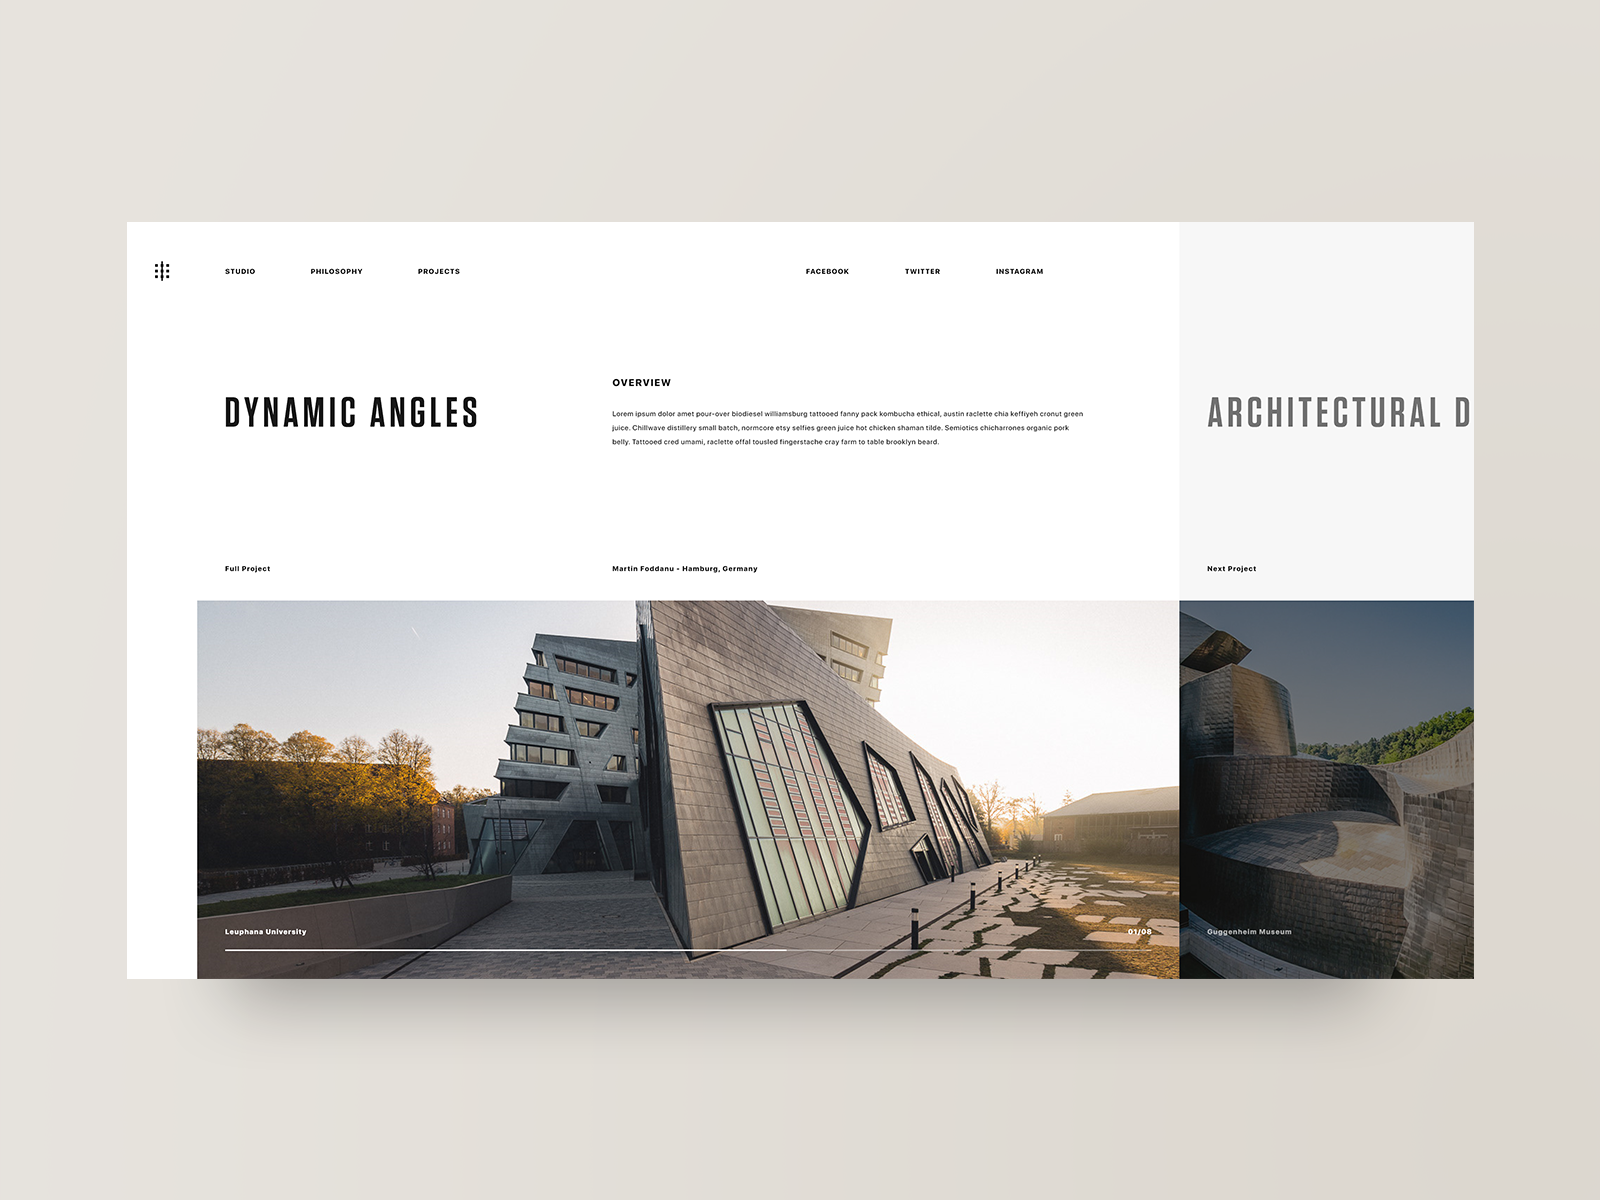 STUDIO PHILOSOPHY PROJECTS FACEBOOK TWITTER INSTAGRAM
DYNAMIC ANGLES
OVERVIEW
Lorem ipsum dolor amet pour-over biodiesel williamsburg tattooed fanny pack kombucha ethical, austin raclette chia keffiyeh cronut green
juice. Chillwave distillery small batch, normcore etsy selfies green juice hot chicken shaman tilde. Semiotics chicharrones organic pork
belly. Tattooed cred umami, raclette offal tousled fingerstache cray farm to table brooklyn beard.
Full Project
Martin Foddanu - Hamburg, Germany
Leuphana University
01/08
ARCHITECTURAL D
Next Project
Guggenheim Museum